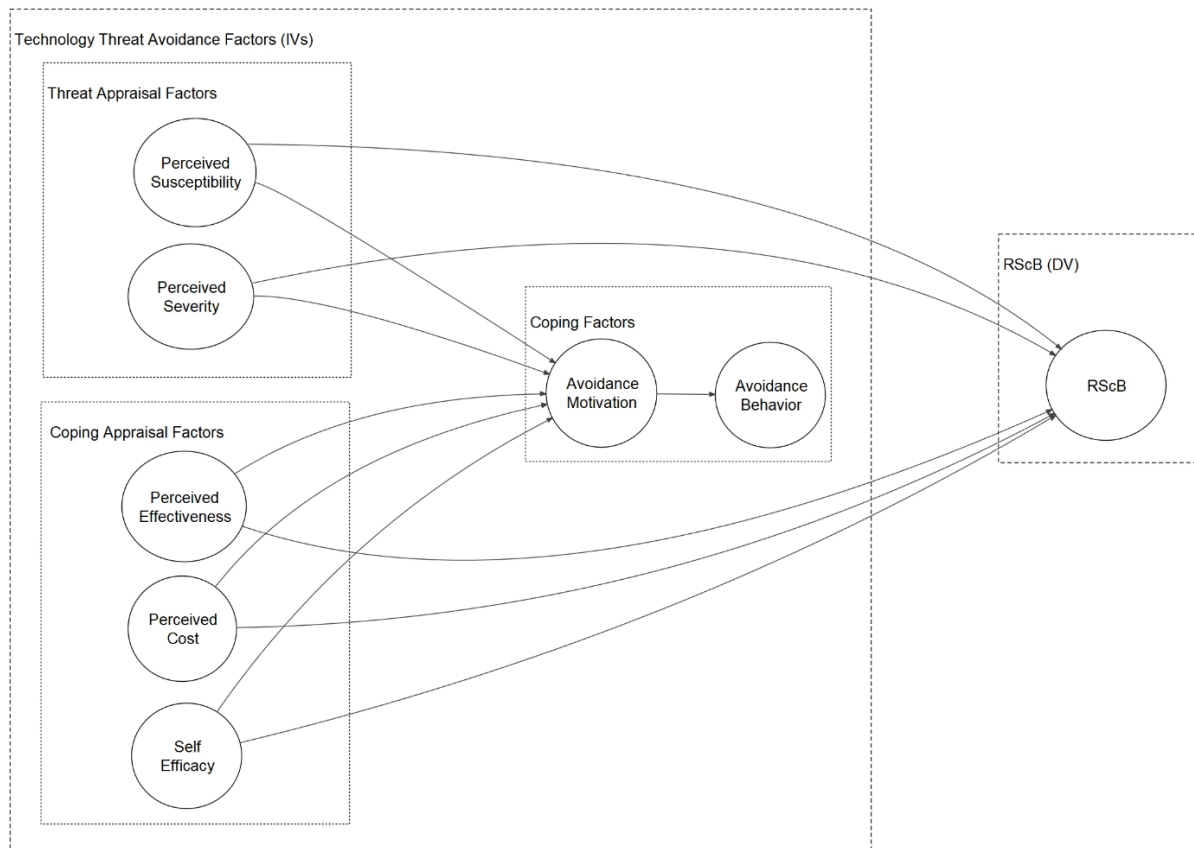 Technology Threat Avoidance Factors (IVs)
Threat Appraisal Factors
Perceived
Susceptibility
Perceived
Severity
Coping Appraisal Factors
Perceived
Effectiveness
Perceived
Cost
Self
Efficacy
Coping Factors
Avoidance
Motivation
Avoidance
Behavior
RScB (DV)
RScB